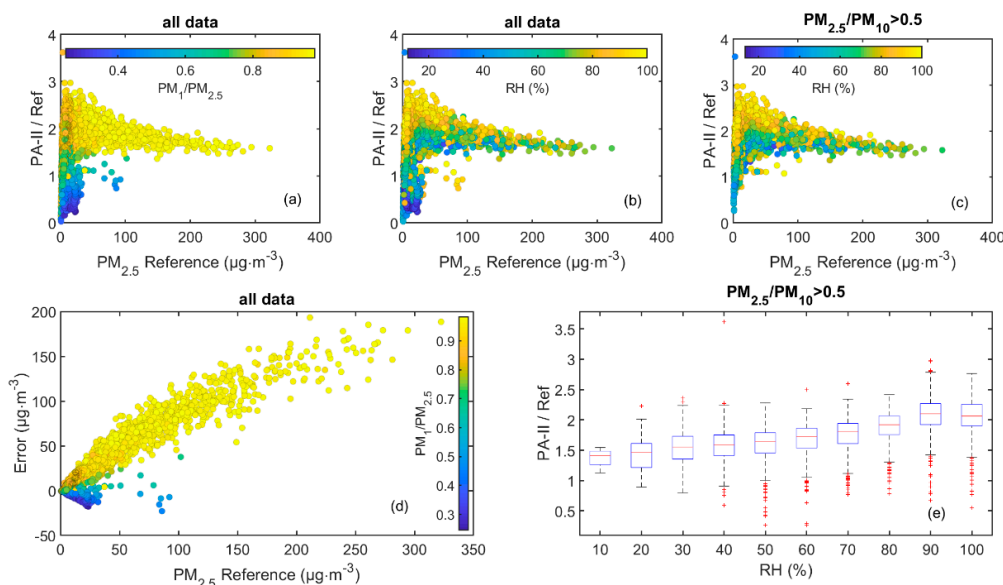 all data
0.4 0.6 0.8
PM1/PM2.5
PA-II / Ref
4
3
2
1
0
0 100 200 300 400
(a)
PM2.5 Reference (µg·m-3)
all data
20 40 60 80 100
RH (%)
PA-II / Ref
4
3
2
1
0
0 100 200 300 400
(b)
PM2.5 Reference (µg·m-3)
PM2.5/PM10>0.5
20 40 60 80 100
RH (%)
PA-II / Ref
4
3
2
1
0
0 100 200 300 400
(c)
PM2.5 Reference (µg·m-3)
all data
Error (µg·m-3)
200
150
100
50
0
-50
0 50 100 150 200 250 300 350
0.9
0.8
0.7
0.6
0.5
0.4
0.3
PM1/PM2.5
(d)
PM2.5 Reference (µg·m-3)
PM2.5/PM10>0.5
PA-II / Ref
3.5
3
2.5
2
1.5
1
0.5
10 20 30 40 50 60 70 80 90 100
(e)
RH (%)